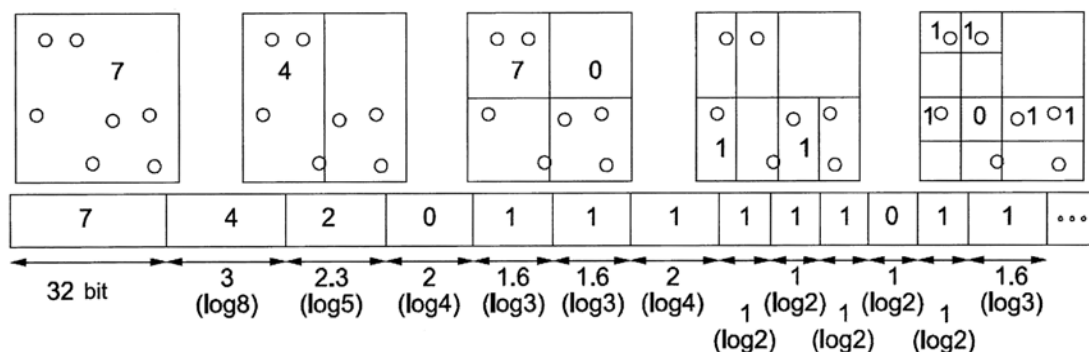 7
4
7 0
1 1
1 1
1 0 1 1
7 4 2 0 1 1 1 1 1 1 0 1 1 ...
32 bit 3 2.3 2 1.6 1.6 2 1 1 1.6
(log8) (log5) (log4) (log3) (log3) (log4) (log2) (log2) (log3)
1 1 1
(log2) (log2) (log2)